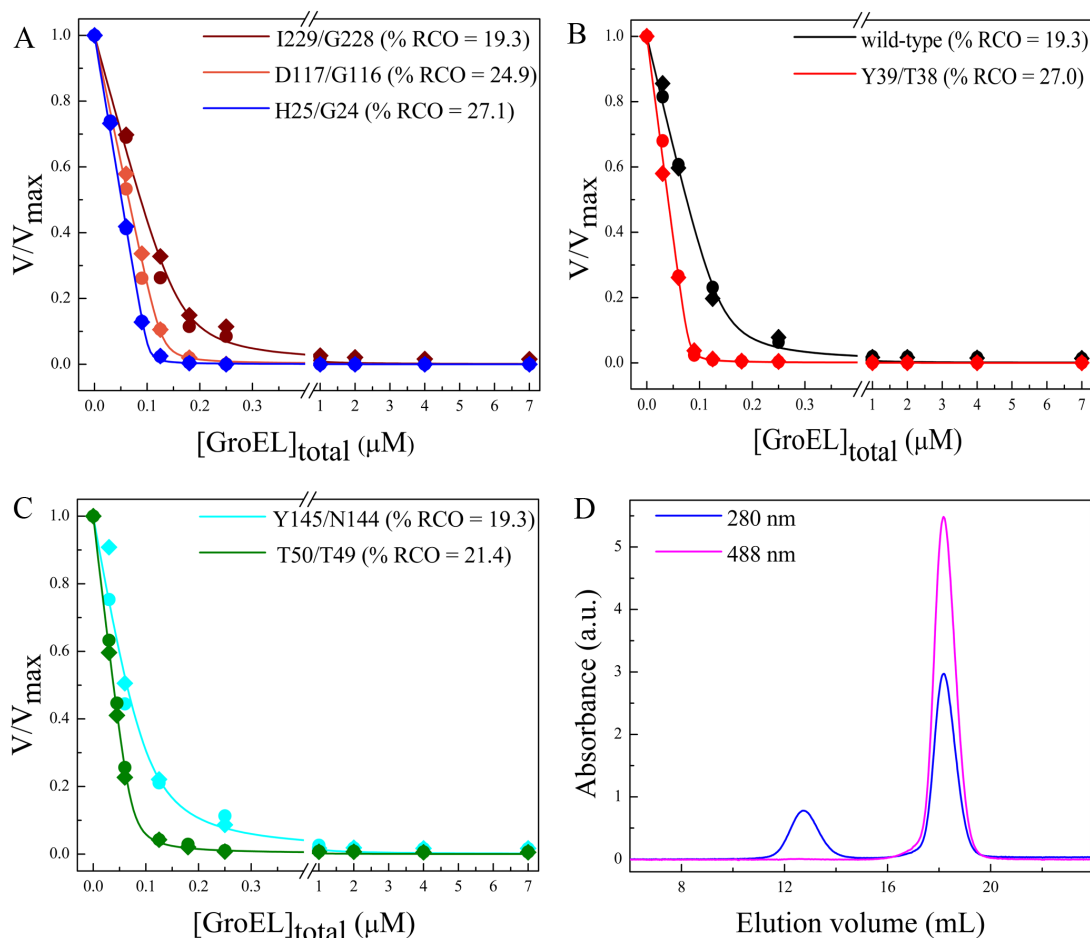 A
I229/G228 (% RCO = 19.3)
D117/G116 (% RCO = 24.9)
H25/G24 (% RCO = 27.1)
1.0
0.8
0.6
0.4
0.2
0.0
V/Vmax
0.0 0.1 0.2 0.3 1 2 3 4 5 6 7
[GroEL]total (μM)
B
wild-type (% RCO = 19.3)
Y39/T38 (% RCO = 27.0)
1.0
0.8
0.6
0.4
0.2
0.0
V/Vmax
0.0 0.1 0.2 0.3 1 2 3 4 5 6 7
[GroEL]total (μM)
C
Y145/N144 (% RCO = 19.3)
T50/T49 (% RCO = 21.4)
1.0
0.8
0.6
0.4
0.2
0.0
V/Vmax
0.0 0.1 0.2 0.3 1 2 3 4 5 6 7
[GroEL]total (μM)
D
280 nm
488 nm
5
4
3
2
1
0
Absorbance (a.u.)
8 12 16 20
Elution volume (mL)